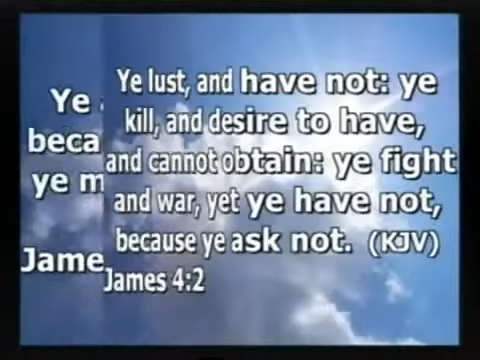 Ye lust, and have not: ye
kill, and desire to have,
and cannot obtain: ye fight
and war, yet ye have not,
because ye ask not. (KJV)
James 4:2
Ye
beca
ye m
Jame